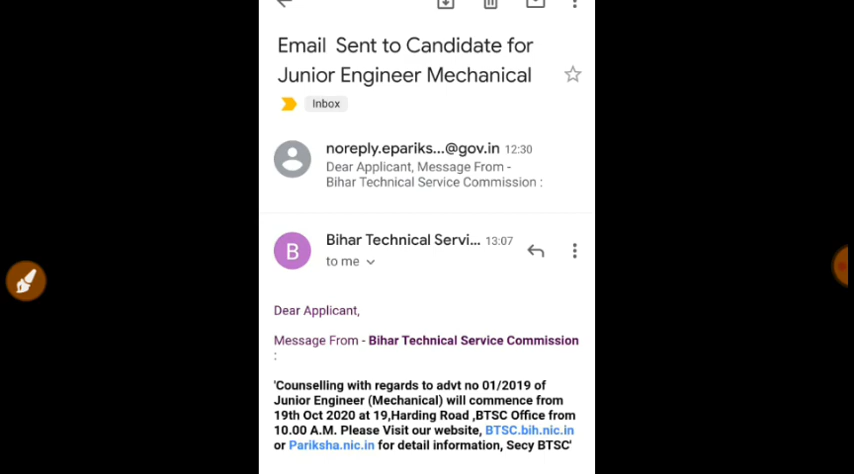 Email Sent to Candidate for
Junior Engineer Mechanical
Inbox
noreply.epariks...@gov.in 12:30
Dear Applicant, Message From -
Bihar Technical Service Commission :
B
Bihar Technical Servi... 13:07
to me
Dear Applicant,
Message From - Bihar Technical Service Commission
:
'Counselling with regards to advt no 01/2019 of
Junior Engineer (Mechanical) will commence from
19th Oct 2020 at 19,Harding Road ,BTSC Office from
10.00 A.M. Please Visit our website, BTSC.bih.nic.in
or Pariksha.nic.in for detail information, Secy BTSC'